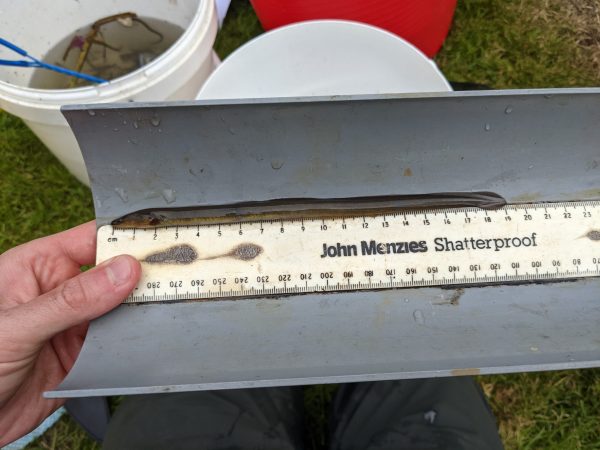 cm 1 2 3 4 5 6 7 8 9 10 11 12 13 14 15 16 17 18 19 20 21 22 23
John Menzies Shatterproof
280 270 260 250 240 230 220 210 200 190 180 170 160 150 140 130 120 110 100 90 80 70